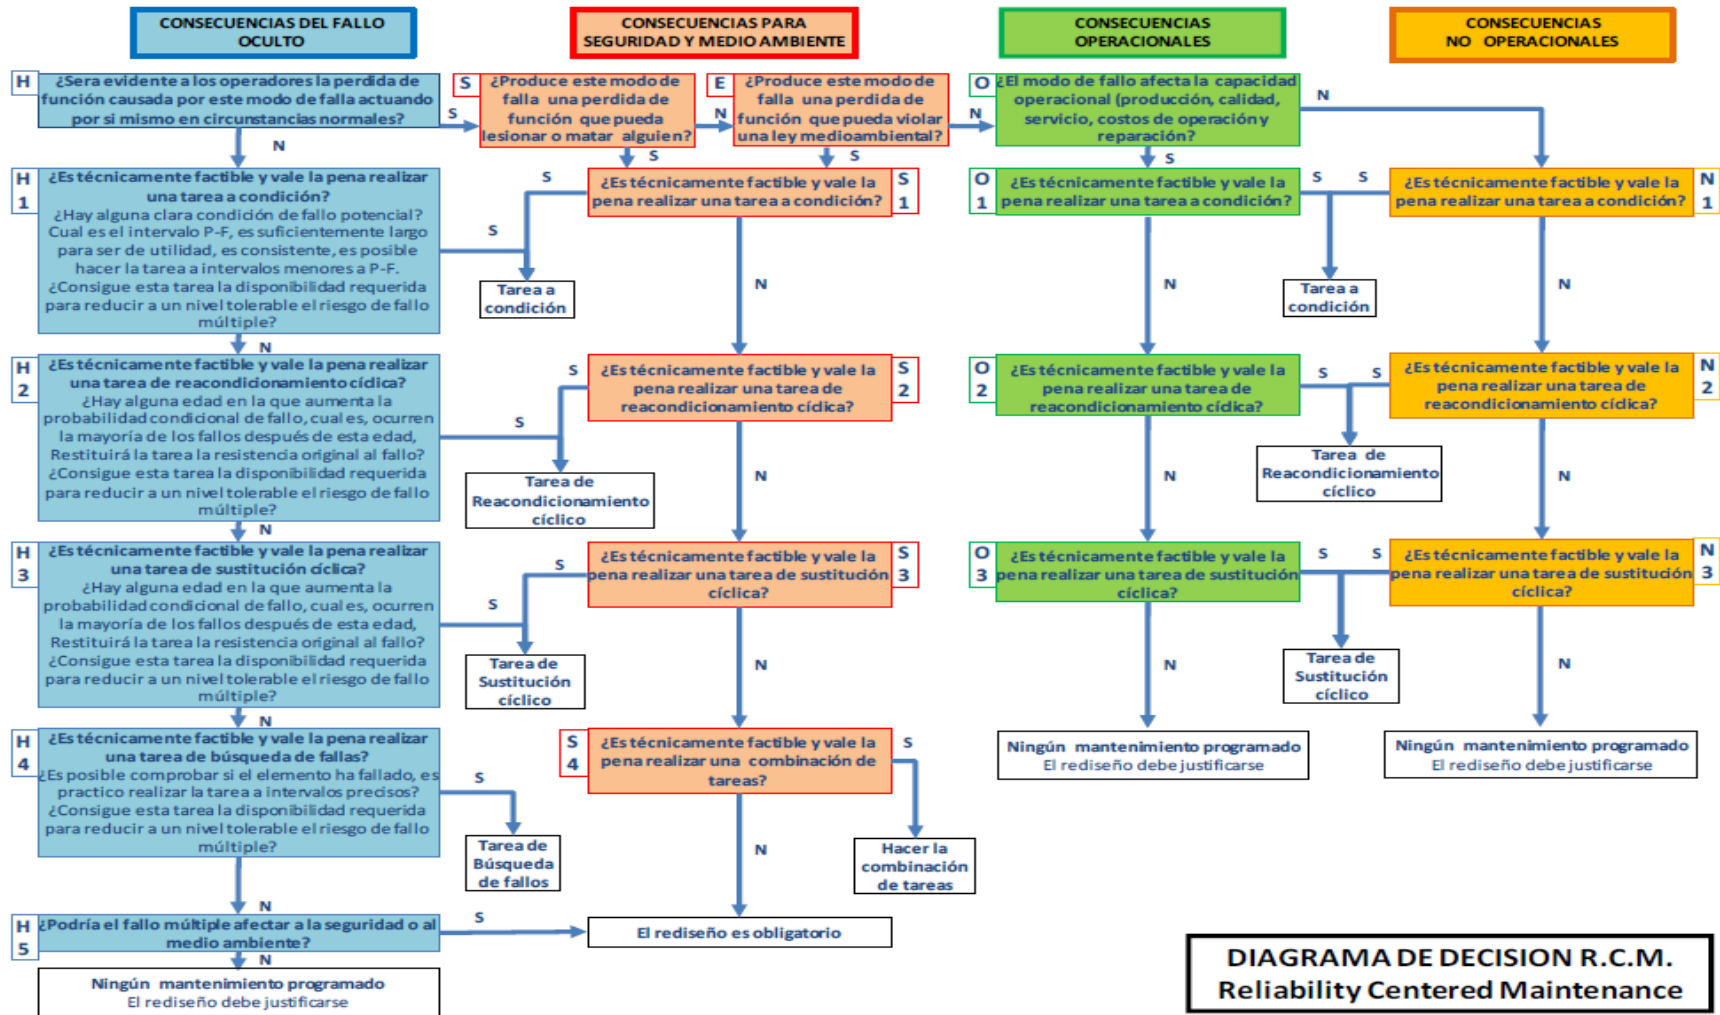 CONSECUENCIAS DEL FALLO
OCULTO
CONSECUENCIAS PARA
SEGURIDAD Y MEDIO AMBIENTE
CONSECUENCIAS
OPERACIONALES
CONSECUENCIAS
NO OPERACIONALES
H
¿Sera evidente a los operadores la perdida de
función causada por este modo de falla actuando
por si mismo en circunstancias normales?
S
N
S
¿Produce este modo de
falla una perdida de
función que pueda
lesionar o matar alguien?
N
S
E
¿Produce este modo de
falla una perdida de
función que pueda violar
una ley medioambiental?
N
S
O
¿El modo de fallo afecta la capacidad
operacional (producción, calidad,
servicio, costos de operación y
reparación?
N
S
H
1
¿Es técnicamente factible y vale la pena realizar
una tarea a condición?
¿Hay alguna clara condición de fallo potencial?
Cual es el intervalo P-F, es suficientemente largo
para ser de utilidad, es consistente, es posible
hacer la tarea a intervalos menores a P-F.
¿Consigue esta tarea la disponibilidad requerida
para reducir a un nivel tolerable el riesgo de fallo
múltiple?
S
N
S
¿Es técnicamente factible y vale la
pena realizar una tarea a condición?
S
1
N
Tarea a
condición
O
1
¿Es técnicamente factible y vale la
pena realizar una tarea a condición?
S
S
N
¿Es técnicamente factible y vale la
pena realizar una tarea a condición?
N
1
N
Tarea a
condición
H
2
¿Es técnicamente factible y vale la pena realizar
una tarea de reacondicionamiento cíclica?
¿Hay alguna edad en la que aumenta la
probabilidad condicional de fallo, cual es, ocurren
la mayoría de los fallos después de esta edad,
Restituirá la tarea la resistencia original al fallo?
¿Consigue esta tarea la disponibilidad requerida
para reducir a un nivel tolerable el riesgo de fallo
múltiple?
S
N
S
¿Es técnicamente factible y vale la
pena realizar una tarea de
reacondicionamiento cíclica?
S
2
N
Tarea de
Reacondicionamiento
cíclico
O
2
¿Es técnicamente factible y vale la
pena realizar una tarea de
reacondicionamiento cíclica?
S
S
N
¿Es técnicamente factible y vale la
pena realizar una tarea de
reacondicionamiento cíclica?
N
2
N
Tarea de
Reacondicionamiento
cíclico
H
3
¿Es técnicamente factible y vale la pena realizar
una tarea de sustitución cíclica?
¿Hay alguna edad en la que aumenta la
probabilidad condicional de fallo, cual es, ocurren
la mayoría de los fallos después de esta edad,
Restituirá la tarea la resistencia original al fallo?
¿Consigue esta tarea la disponibilidad requerida
para reducir a un nivel tolerable el riesgo de fallo
múltiple?
S
N
S
¿Es técnicamente factible y vale la
pena realizar una tarea de sustitución
cíclica?
S
3
N
Tarea de
Sustitución
cíclico
O
3
¿Es técnicamente factible y vale la
pena realizar una tarea de sustitución
cíclica?
S
S
N
¿Es técnicamente factible y vale la
pena realizar una tarea de sustitución
cíclica?
N
3
N
Tarea de
Sustitución
cíclico
H
4
¿Es técnicamente factible y vale la pena realizar
una tarea de búsqueda de fallas?
¿Es posible comprobar si el elemento ha fallado, es
practico realizar la tarea a intervalos precisos?
¿Consigue esta tarea la disponibilidad requerida
para reducir a un nivel tolerable el riesgo de fallo
múltiple?
S
N
Tarea de
Búsqueda
de fallos
S
4
¿Es técnicamente factible y vale la
pena realizar una combinación de
tareas?
S
N
Hacer la
combinación
de tareas
Ningún mantenimiento programado
El rediseño debe justificarse
Ningún mantenimiento programado
El rediseño debe justificarse
H
5
¿Podría el fallo múltiple afectar a la seguridad o al
medio ambiente?
S
N
El rediseño es obligatorio
Ningún mantenimiento programado
El rediseño debe justificarse
DIAGRAMA DE DECISION R.C.M.
Reliability Centered Maintenance